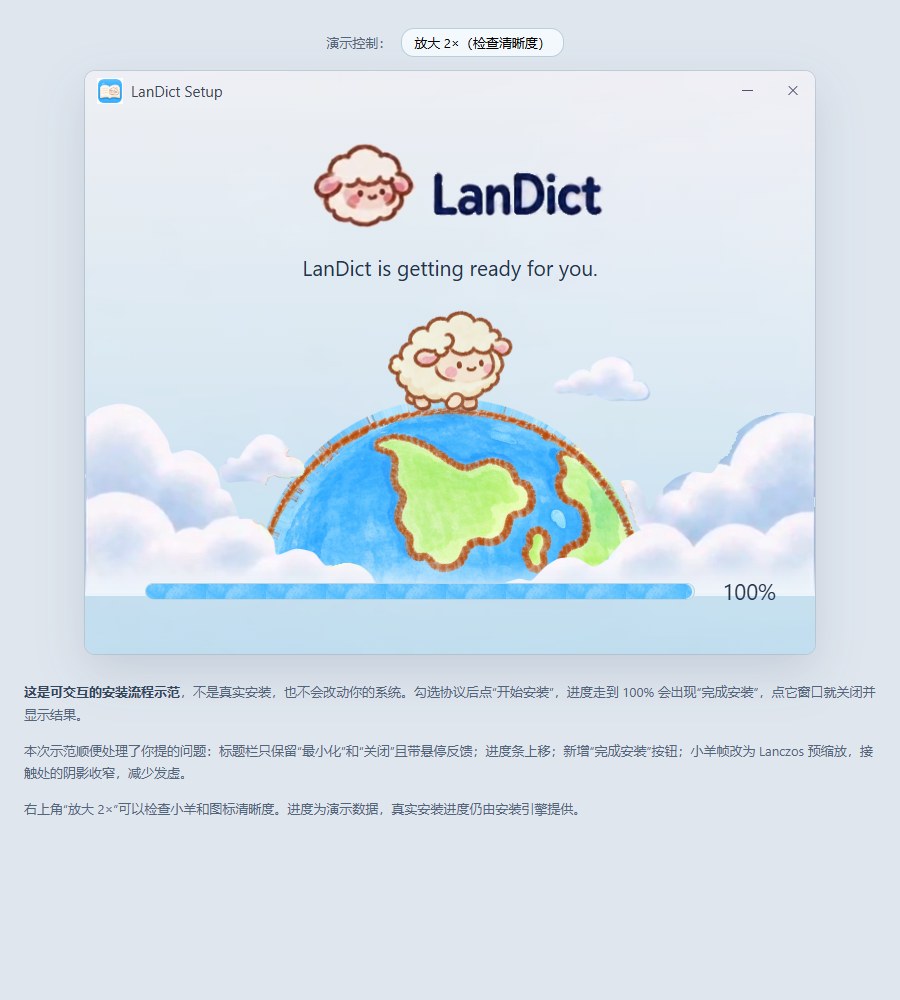 演示控制：
放大 2×（检查清晰度）
LanDict Setup
LanDict
LanDict is getting ready for you.
100%
这是可交互的安装流程示范，不是真实安装，也不会改动你的系统。勾选协议后点“开始安装”，进度走到 100% 会出现“完成安装”，点它窗口就关闭并
显示结果。
本次示范顺便处理了你提的问题：标题栏只保留“最小化”和“关闭”且带悬停反馈；进度条上移；新增“完成安装”按钮；小羊帧改为 Lanczos 预缩放，接
触处的阴影收窄，减少发虚。
右上角“放大 2×”可以检查小羊和图标清晰度。进度为演示数据，真实安装进度仍由安装引擎提供。